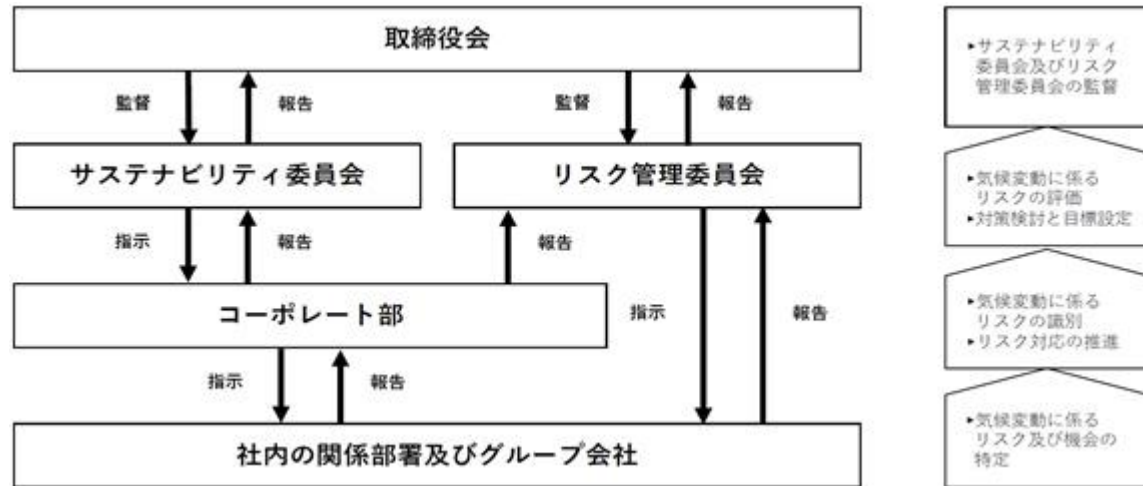 取締役会
監督
報告
監督
報告
サステナビリティ委員会
リスク管理委員会
指示
報告
報告
コーポレート部
指示
報告
指示
報告
社内の関係部署及びグループ会社
▸サステナビリティ
委員会及びリスク
管理委員会の監督
▸気候変動に係る
リスクの評価
▸対策検討と目標設定
▸気候変動に係る
リスクの識別
▸リスク対応の推進
▸気候変動に係る
リスク及び機会の
特定